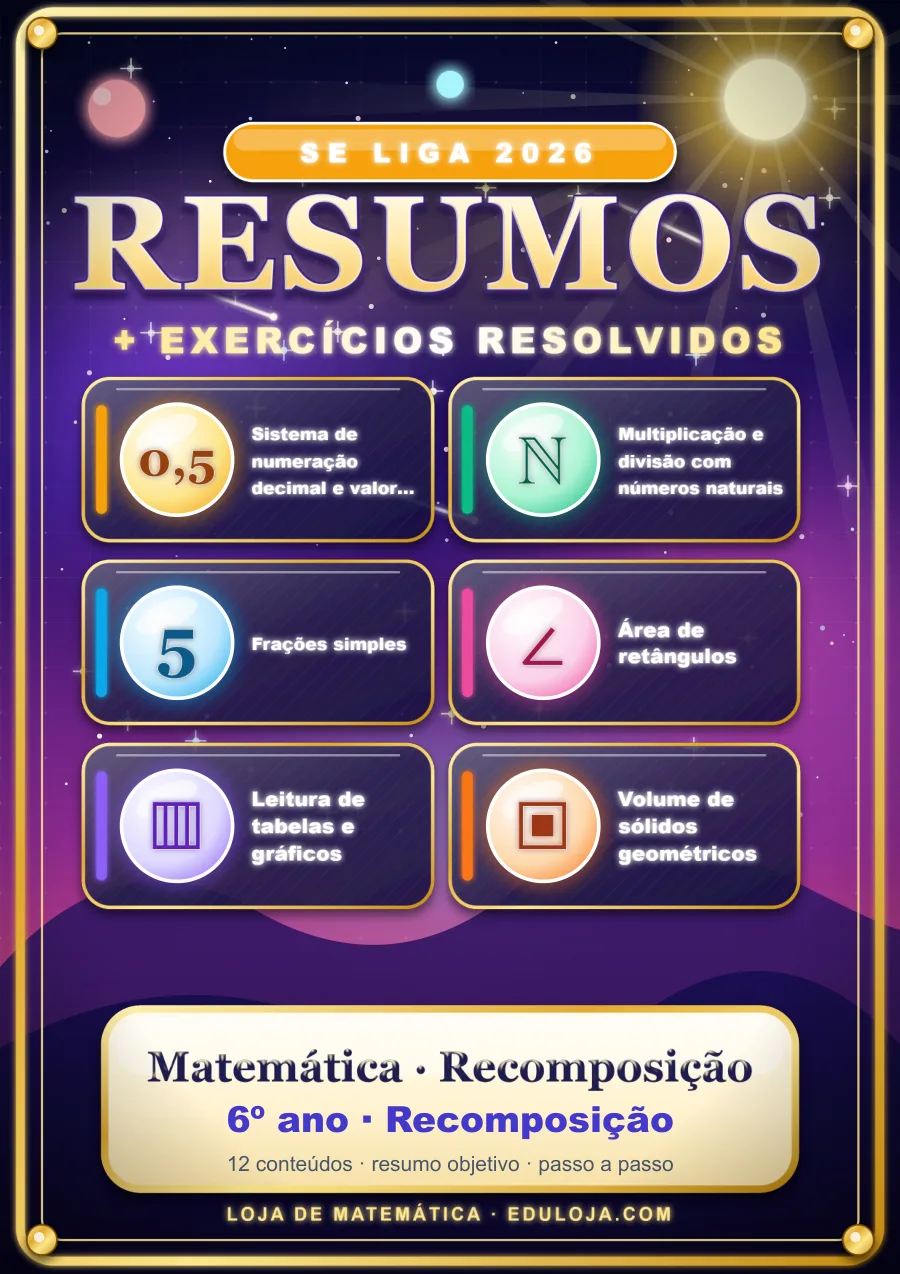 SE LIGA 2026
RESUMOS
+ EXERCÍCIOS RESOLVIDOS
0,5
Sistema de
numeração
decimal e valor...
ℕ
Multiplicação e
divisão com
números naturais
5
Frações simples
∠
Área de
retângulos
Leitura de
tabelas e
gráficos
Volume de
sólidos
geométricos
Matemática · Recomposição
6º ano · Recomposição
12 conteúdos · resumo objetivo · passo a passo
LOJA DE MATEMÁTICA · EDULOJA.COM